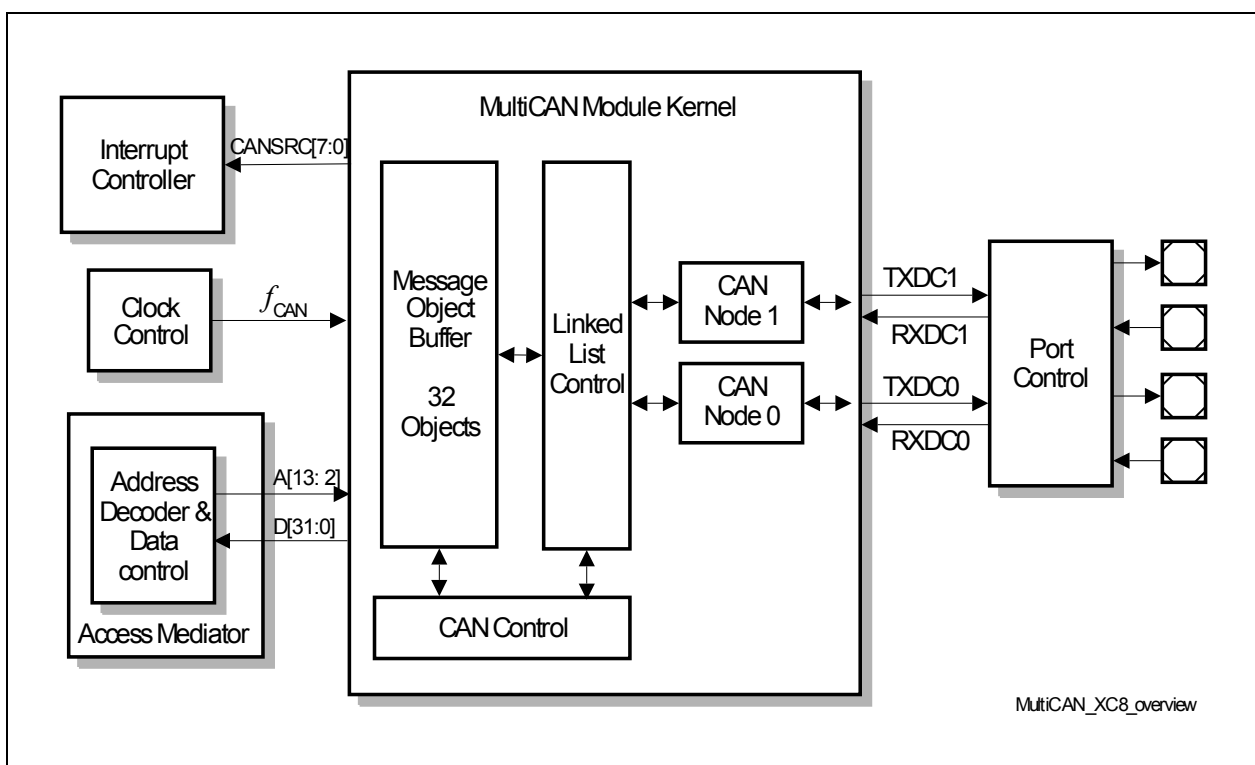 MultiCAN Module Kernel
Interrupt
Controller
CANSRC[7:0]
Clock
Control
fCAN
Address
Decoder &
Data
control
A[13: 2]
D[31:0]
Access Mediator
Message
Object
Buffer
32
Objects
Linked
List
Control
CAN
Node 1
CAN
Node 0
CAN Control
TXDC1
RXDC1
TXDC0
RXDC0
Port
Control
MultiCAN_XC8_overview